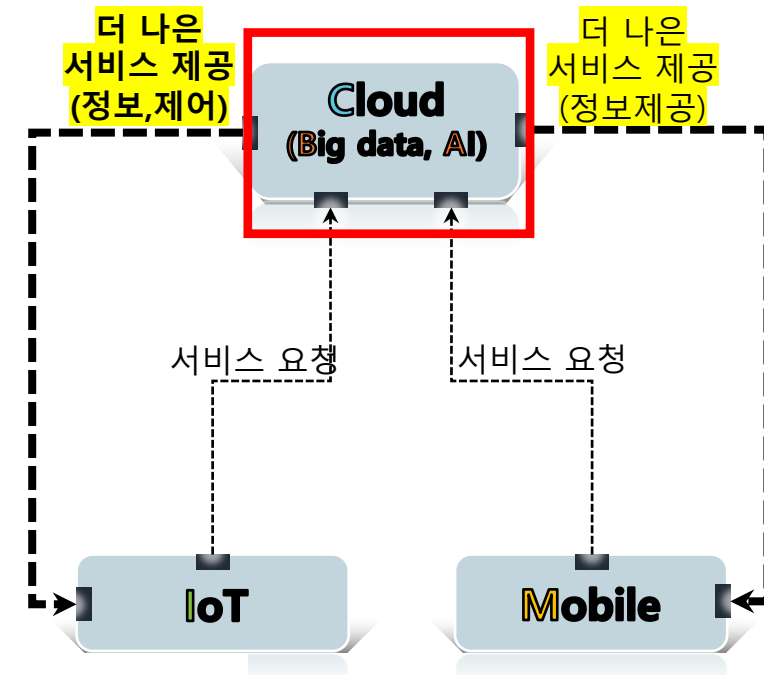 더 나은
서비스 제공
(정보,제어)
Cloud
(Big data, AI)
더 나은
서비스 제공
(정보제공)
서비스 요청
서비스 요청
IoT
Mobile